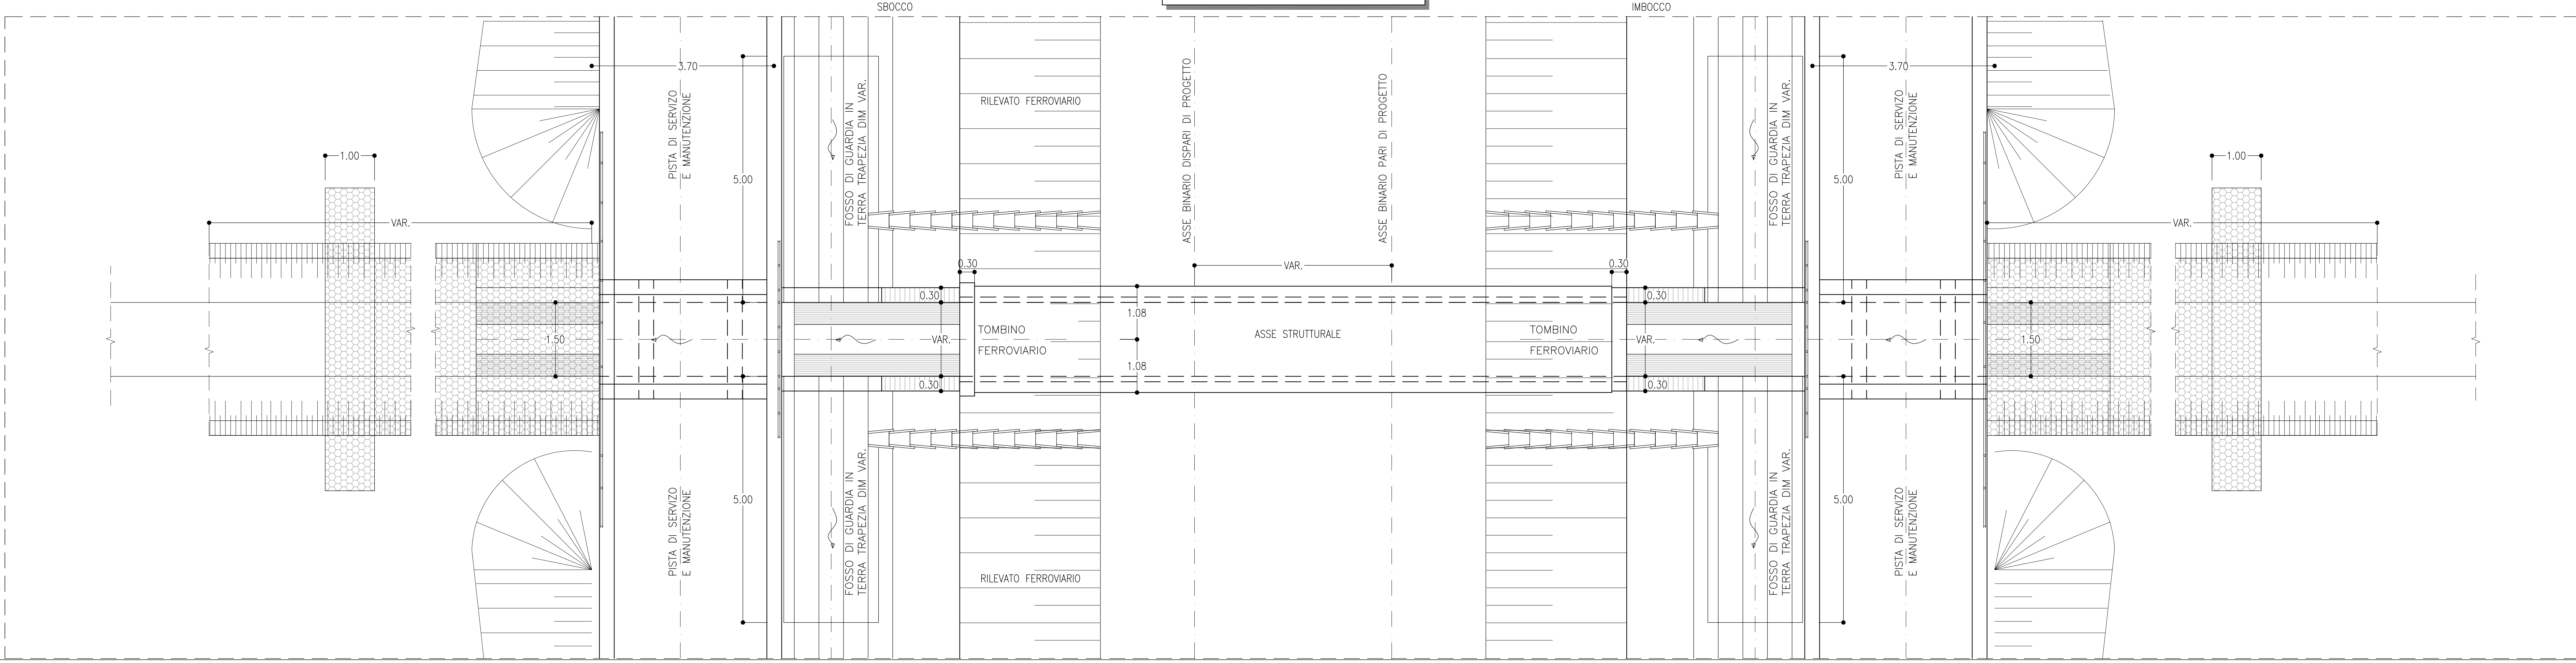 SBOCCO
IMBOCCO
3.70
PISTA DI SERVIZO
E MANUTENZIONE
5.00
FOSSO DI GUARDIA IN
TERRA TRAPEZIA DIM VAR.
RILEVATO FERROVIARIO
ASSE BINARIO DISPARI DI PROGETTO
ASSE BINARIO PARI DI PROGETTO
FOSSO DI GUARDIA IN
TERRA TRAPEZIA DIM VAR.
5.00
3.70
PISTA DI SERVIZO
E MANUTENZIONE
1.00
1.00
VAR.
VAR.
0.30
VAR.
0.30
0.30
0.30
1.08
1.50
VAR.
TOMBINO
FERROVIARIO
ASSE STRUTTURALE
TOMBINO
FERROVIARIO
VAR.
1.50
1.08
0.30
0.30
PISTA DI SERVIZO
E MANUTENZIONE
5.00
FOSSO DI GUARDIA IN
TERRA TRAPEZIA DIM VAR.
RILEVATO FERROVIARIO
FOSSO DI GUARDIA IN
TERRA TRAPEZIA DIM VAR.
5.00
PISTA DI SERVIZO
E MANUTENZIONE